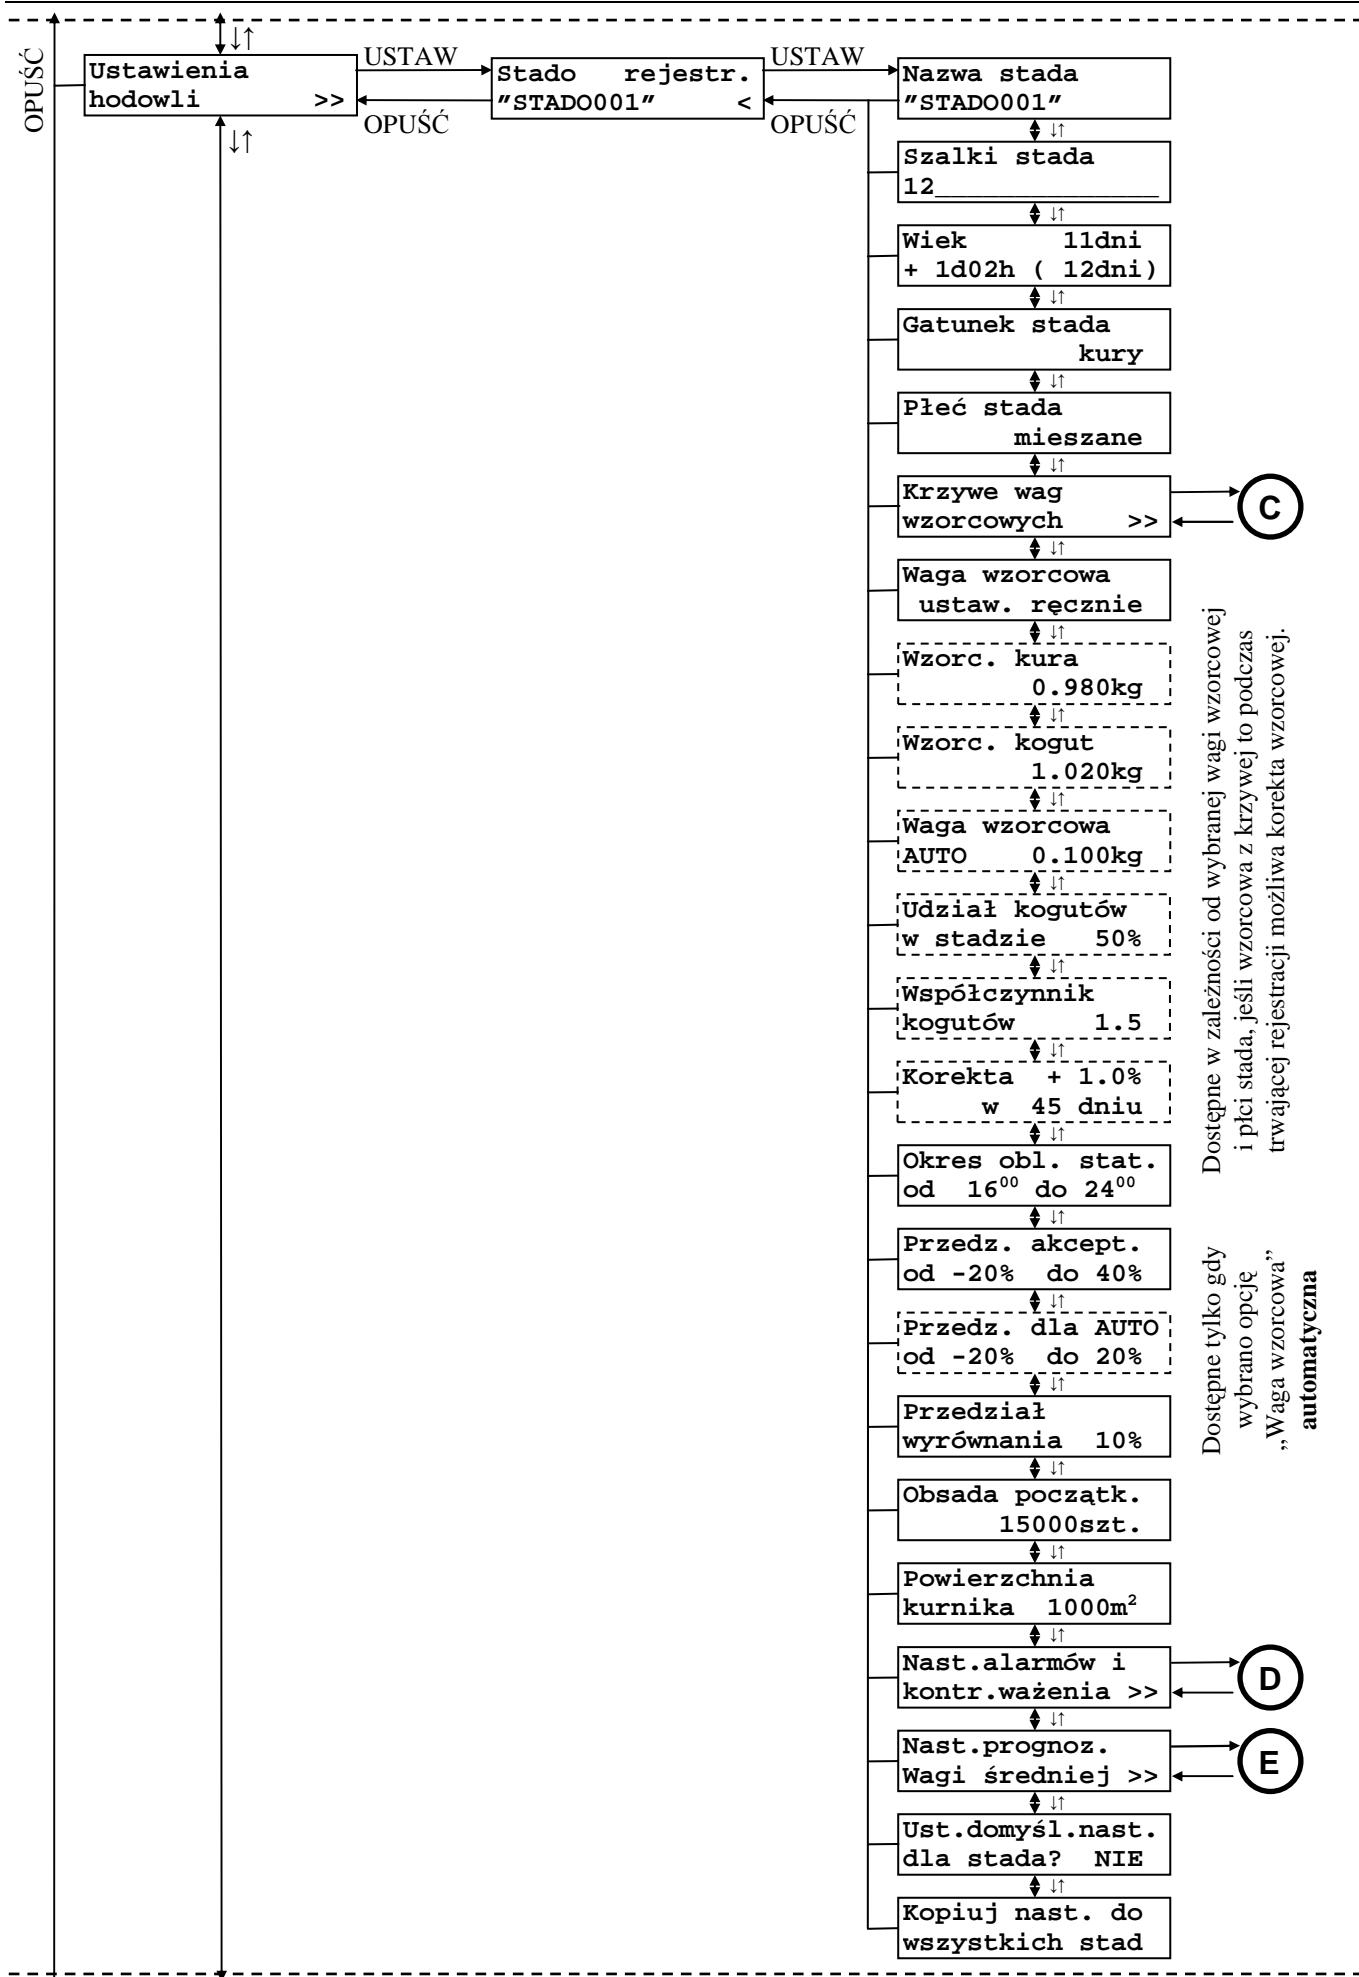 OPUŚĆ
↓↑
Ustawienia
hodowli >>
↓↑
USTAW
OPUŚĆ
Stado rejestr.
"STADO001" <
USTAW
OPUŚĆ
Nazwa stada
"STADO001"
↓↑
Szalki stada
12______________
↓↑
Wiek 11dni
+ 1d02h ( 12dni)
↓↑
Gatunek stada
kury
↓↑
Płeć stada
mieszane
↓↑
Krzywe wag
wzorcowych >>
C
↓↑
Waga wzorcowa
ustaw. ręcznie
↓↑
Wzorc. kura
0.980kg
↓↑
Wzorc. kogut
1.020kg
↓↑
Waga wzorcowa
AUTO 0.100kg
↓↑
Udział kogutów
w stadzie 50%
↓↑
Współczynnik
kogutów 1.5
↓↑
Korekta + 1.0%
w 45 dniu
Dostępne w zależności od wybranej wagi wzorcowej
i płci stada, jeśli wzorcowa z krzywej to podczas
trwającej rejestracji możliwa korekta wzorcowej.
↓↑
Okres obl. stat.
od 16⁰⁰ do 24⁰⁰
↓↑
Przedz. akcept.
od -20% do 40%
↓↑
Przedz. dla AUTO
od -20% do 20%
Dostępne tylko gdy
wybrano opcję
„Waga wzorcowa”
automatyczna
↓↑
Przedział
wyrównania 10%
↓↑
Obsada początk.
15000szt.
↓↑
Powierzchnia
kurnika 1000m²
↓↑
Nast.alarmów i
kontr.ważenia >>
D
↓↑
Nast.prognoz.
Wagi średniej >>
E
↓↑
Ust.domyśl.nast.
dla stada? NIE
↓↑
Kopiuj nast. do
wszystkich stad